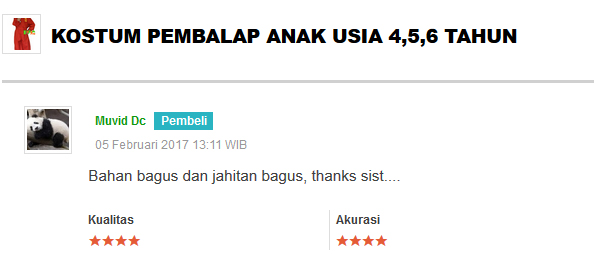 KOSTUM PEMBALAP ANAK USIA 4,5,6 TAHUN
Muvid Dc Pembeli
05 Februari 2017 13:11 WIB
Bahan bagus dan jahitan bagus, thanks sist....
Kualitas Akurasi